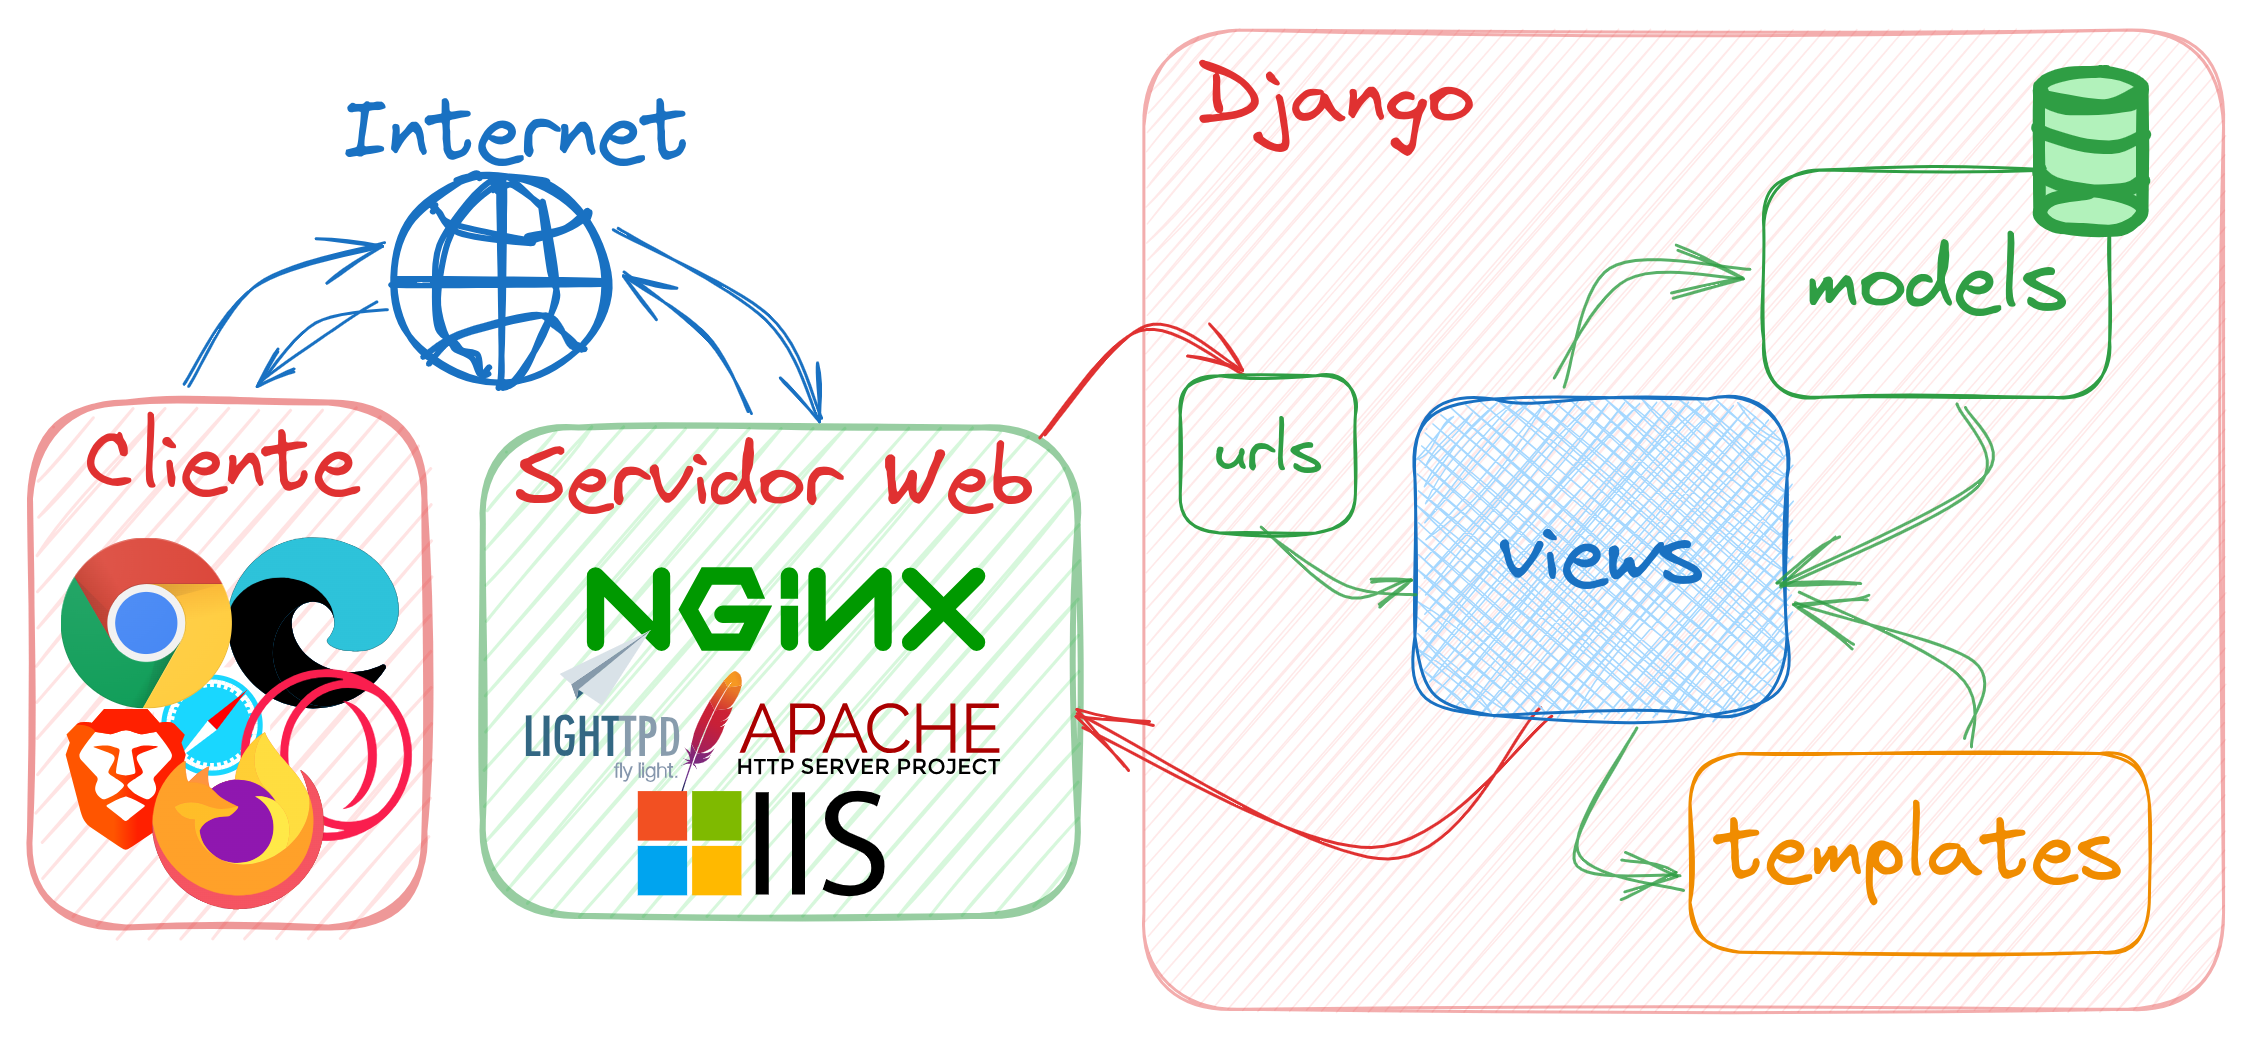 Internet
Django
models
Cliente
Servidor Web
urls
views
NGINX
LIGHTTPD
fly light.
APACHE
HTTP SERVER PROJECT
IIS
templates